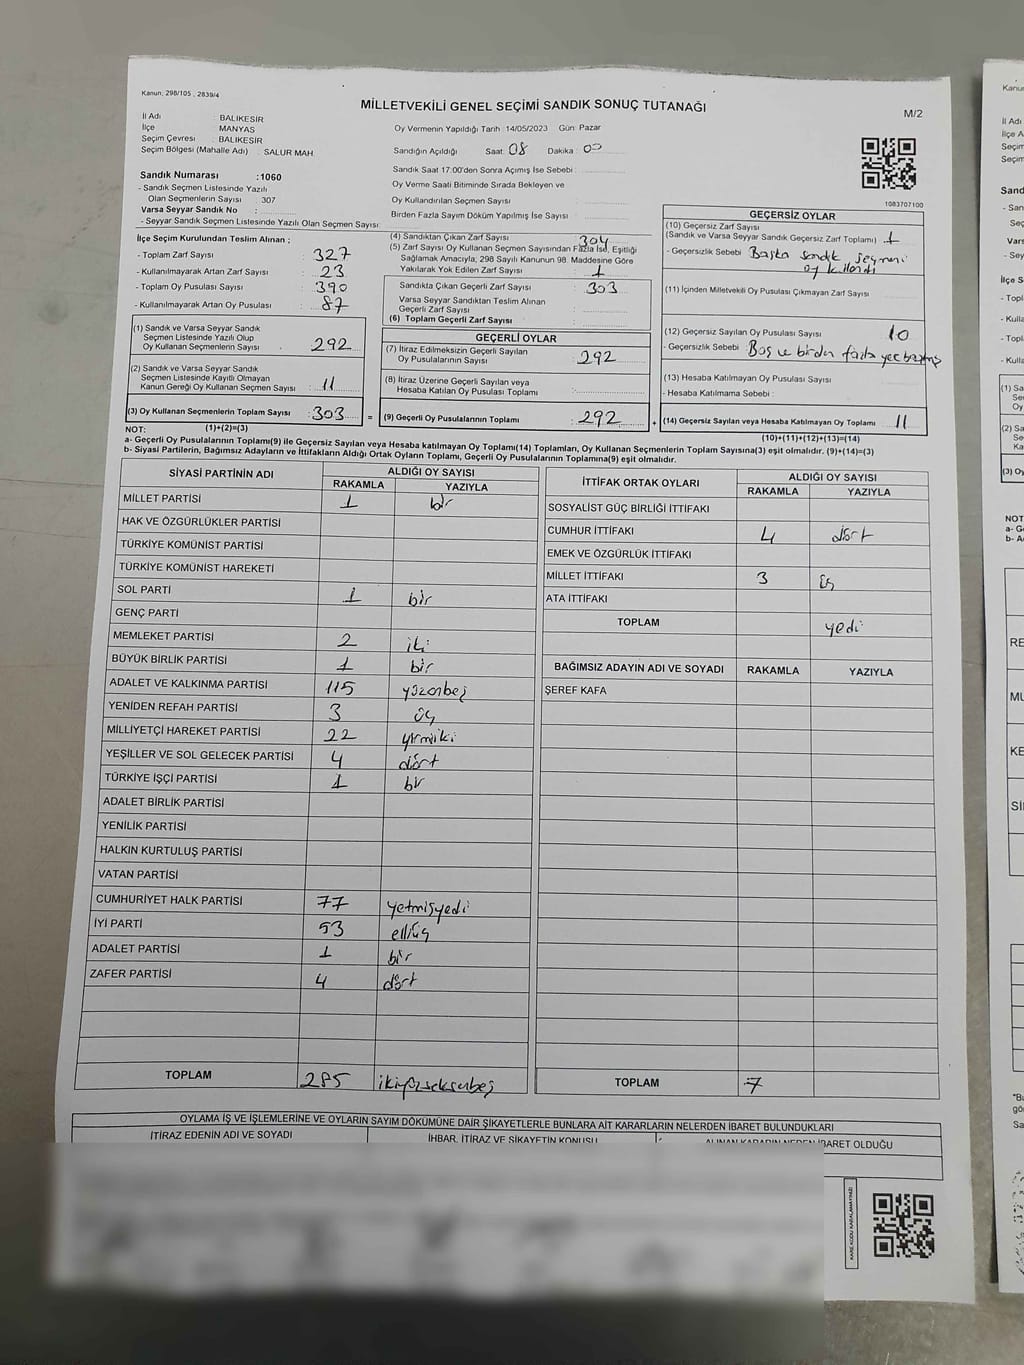 Kanun, 298/105 , 2839/4
MİLLETVEKİLİ GENEL SEÇİMİ SANDIK SONUÇ TUTANAĞI
M/2
İl Adı : BALIKESİR
İlçe : MANYAS
Seçim Çevresi : BALIKESİR
Seçim Bölgesi (Mahalle Adı) : SALUR MAH.
Oy Vermenin Yapıldığı Tarih :14/05/2023 Gün: Pazar
Sandığın Açıldığı Saat: 08 Dakika : 00
Sandık Saat 17:00'den Sonra Açımış İse Sebebi :
Oy Verme Saati Bitiminde Sırada Bekleyen ve
Oy Kullandırılan Seçmen Sayısı :
Birden Fazla Sayım Döküm Yapılmış İse Sayısı :
Sandık Numarası :1060
- Sandık Seçmen Listesinde Yazılı
Olan Seçmenlerin Sayısı : 307
Varsa Seyyar Sandık No :
- Seyyar Sandık Seçmen Listesinde Yazılı Olan Seçmen Sayısı:
1083707100
İlçe Seçim Kurulundan Teslim Alınan ;
- Toplam Zarf Sayısı : 327
- Kullanılmayarak Artan Zarf Sayısı : 23
- Toplam Oy Pusulası Sayısı : 390
- Kullanılmayarak Artan Oy Pusulası : 87
(1) Sandık ve Varsa Seyyar Sandık
Seçmen Listesinde Yazılı Olup
Oy Kullanan Seçmenlerin Sayısı : 292
(2) Sandık ve Varsa Seyyar Sandık
Seçmen Listesinde Kayıtlı Olmayan
Kanun Gereği Oy Kullanan Seçmen Sayısı : 11
(3) Oy Kullanan Seçmenlerin Toplam Sayısı : 303 =
(4) Sandıktan Çıkan Zarf Sayısı : 304
(5) Zarf Sayısı Oy Kullanan Seçmen Sayısından Fazla İse, Eşitliği
Sağlamak Amacıyla; 298 Sayılı Kanunun 98. Maddesine Göre
Yakılarak Yok Edilen Zarf Sayısı : 1
Sandıkta Çıkan Geçerli Zarf Sayısı : 303
Varsa Seyyar Sandıktan Teslim Alınan
Geçerli Zarf Sayısı :
(6) Toplam Geçerli Zarf Sayısı :
GEÇERLİ OYLAR
(7) İtiraz Edilmeksizin Geçerli Sayılan
Oy Pusulalarının Sayısı : 292
(8) İtiraz Üzerine Geçerli Sayılan veya
Hesaba Katılan Oy Pusulası Toplamı :
(9) Geçerli Oy Pusulalarının Toplamı : 292 +
GEÇERSİZ OYLAR
(10) Geçersiz Zarf Sayısı
(Sandık ve Varsa Seyyar Sandık Geçersiz Zarf Toplamı) : 1
- Geçersizlik Sebebi : Başka sandık seçmeni
(11) İçinden Milletvekili Oy Pusulası Çıkmayan Zarf Sayısı :
(12) Geçersiz Sayılan Oy Pusulası Sayısı : 10
- Geçersizlik Sebebi : Boş ve birden fazla
(13) Hesaba Katılmayan Oy Pusulası Sayısı :
- Hesaba Katılmama Sebebi :
(14) Geçersiz Sayılan veya Hesaba Katılmayan Oy Toplamı : 11
NOT: (1)+(2)=(3) (10)+(11)+(12)+(13)=(14)
a- Geçerli Oy Pusulalarının Toplamı(9) ile Geçersiz Sayılan veya Hesaba katılmayan Oy Toplamı(14) Toplamları, Oy Kullanan Seçmenlerin Toplam Sayısına(3) eşit olmalıdır. (9)+(14)=(3)
b- Siyasi Partilerin, Bağımsız Adayların ve İttifakların Aldığı Ortak Oyların Toplamı, Geçerli Oy Pusulalarının Toplamına(9) eşit olmalıdır.
SİYASİ PARTİNİN ADI ALDIĞI OY SAYISI
RAKAMLA YAZIYLA
MİLLET PARTİSİ 1 bir
HAK VE ÖZGÜRLÜKLER PARTİSİ
TÜRKİYE KOMÜNİST PARTİSİ
TÜRKİYE KOMÜNİST HAREKETİ
SOL PARTİ 1 bir
GENÇ PARTİ
MEMLEKET PARTİSİ 2 iki
BÜYÜK BİRLİK PARTİSİ 1 bir
ADALET VE KALKINMA PARTİSİ 115 yüzonbeş
YENİDEN REFAH PARTİSİ 3 üç
MİLLİYETÇİ HAREKET PARTİSİ 22 yirmiiki
YEŞİLLER VE SOL GELECEK PARTİSİ 4 dört
TÜRKİYE İŞÇİ PARTİSİ 1 bir
ADALET BİRLİK PARTİSİ
YENİLİK PARTİSİ
HALKIN KURTULUŞ PARTİSİ
VATAN PARTİSİ
CUMHURİYET HALK PARTİSİ 77 yetmişyedi
İYİ PARTİ 53 elliüç
ADALET PARTİSİ 1 bir
ZAFER PARTİSİ 4 dört
TOPLAM 285 ikiyüzseksenbeş
İTTİFAK ORTAK OYLARI ALDIĞI OY SAYISI
RAKAMLA YAZIYLA
SOSYALİST GÜÇ BİRLİĞİ İTTİFAKI
CUMHUR İTTİFAKI 4 dört
EMEK VE ÖZGÜRLÜK İTTİFAKI
MİLLET İTTİFAKI 3 üç
ATA İTTİFAKI
TOPLAM yedi
BAĞIMSIZ ADAYIN ADI VE SOYADI RAKAMLA YAZIYLA
ŞEREF KAFA
TOPLAM 7
OYLAMA İŞ VE İŞLEMLERİNE VE OYLARIN SAYIM DÖKÜMÜNE DAİR ŞİKAYETLERLE BUNLARA AİT KARARLARIN NELERDEN İBARET BULUNDUKLARI
İTİRAZ EDENİN ADI VE SOYADI İHBAR, İTİRAZ VE ŞİKAYETİN KONUSU ALINAN KARARIN NEDEN İBARET OLDUĞU